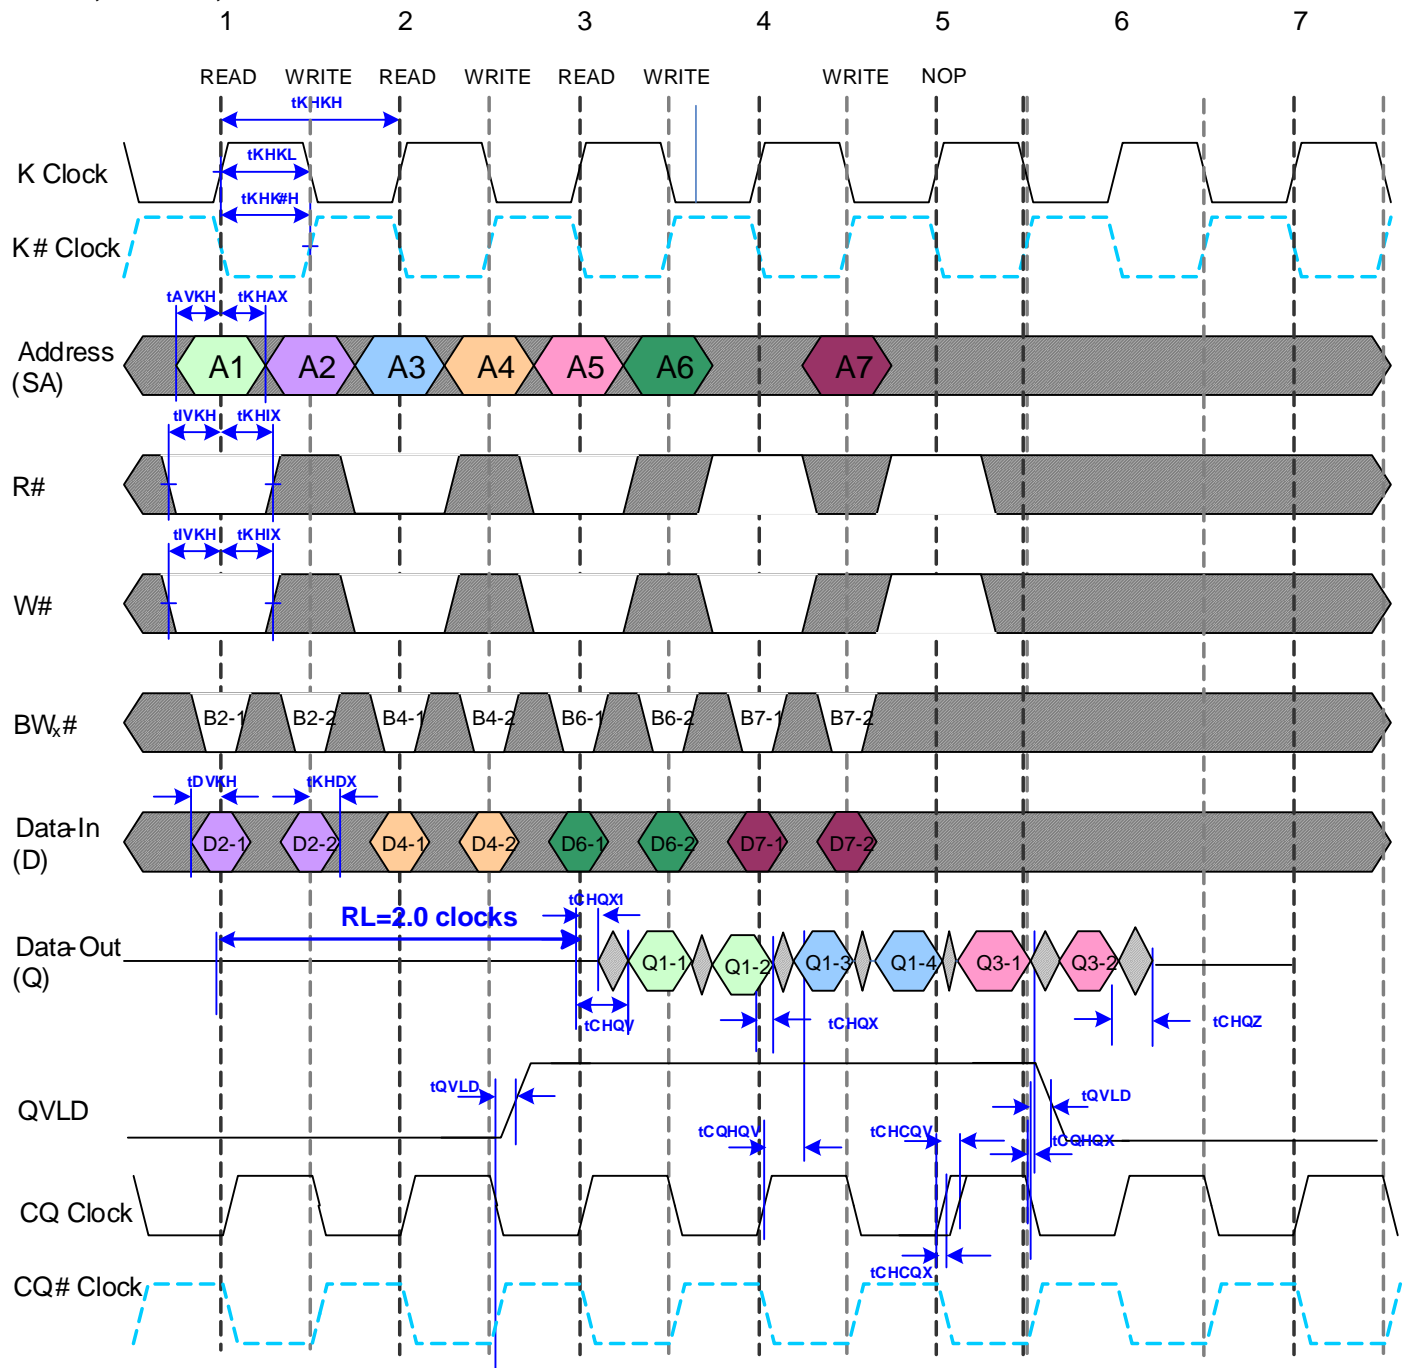 1 2 3 4 5 6 7
READ WRITE READ WRITE READ WRITE WRITE NOP
tKHKH
K Clock
tKHKL
tKHK#H
K# Clock
tAVKH tKHAX
Address
(SA)
A1 A2 A3 A4 A5 A6 A7
tIVKH tKHIX
R#
tIVKH tKHIX
W#
BWx#
B2-1 B2-2 B4-1 B4-2 B6-1 B6-2 B7-1 B7-2
tDVKH tKHDX
Data-In
(D)
D2-1 D2-2 D4-1 D4-2 D6-1 D6-2 D7-1 D7-2
tCHQX1
RL=2.0 clocks
Data-Out
(Q)
Q1-1 Q1-2 Q1-3 Q1-4 Q3-1 Q3-2
tCHQV tCHQX tCHQZ
tQVLD tQVLD
QVLD
tCQHQV tCHCQV tCQHQX
CQ Clock
tCHCQX
CQ# Clock